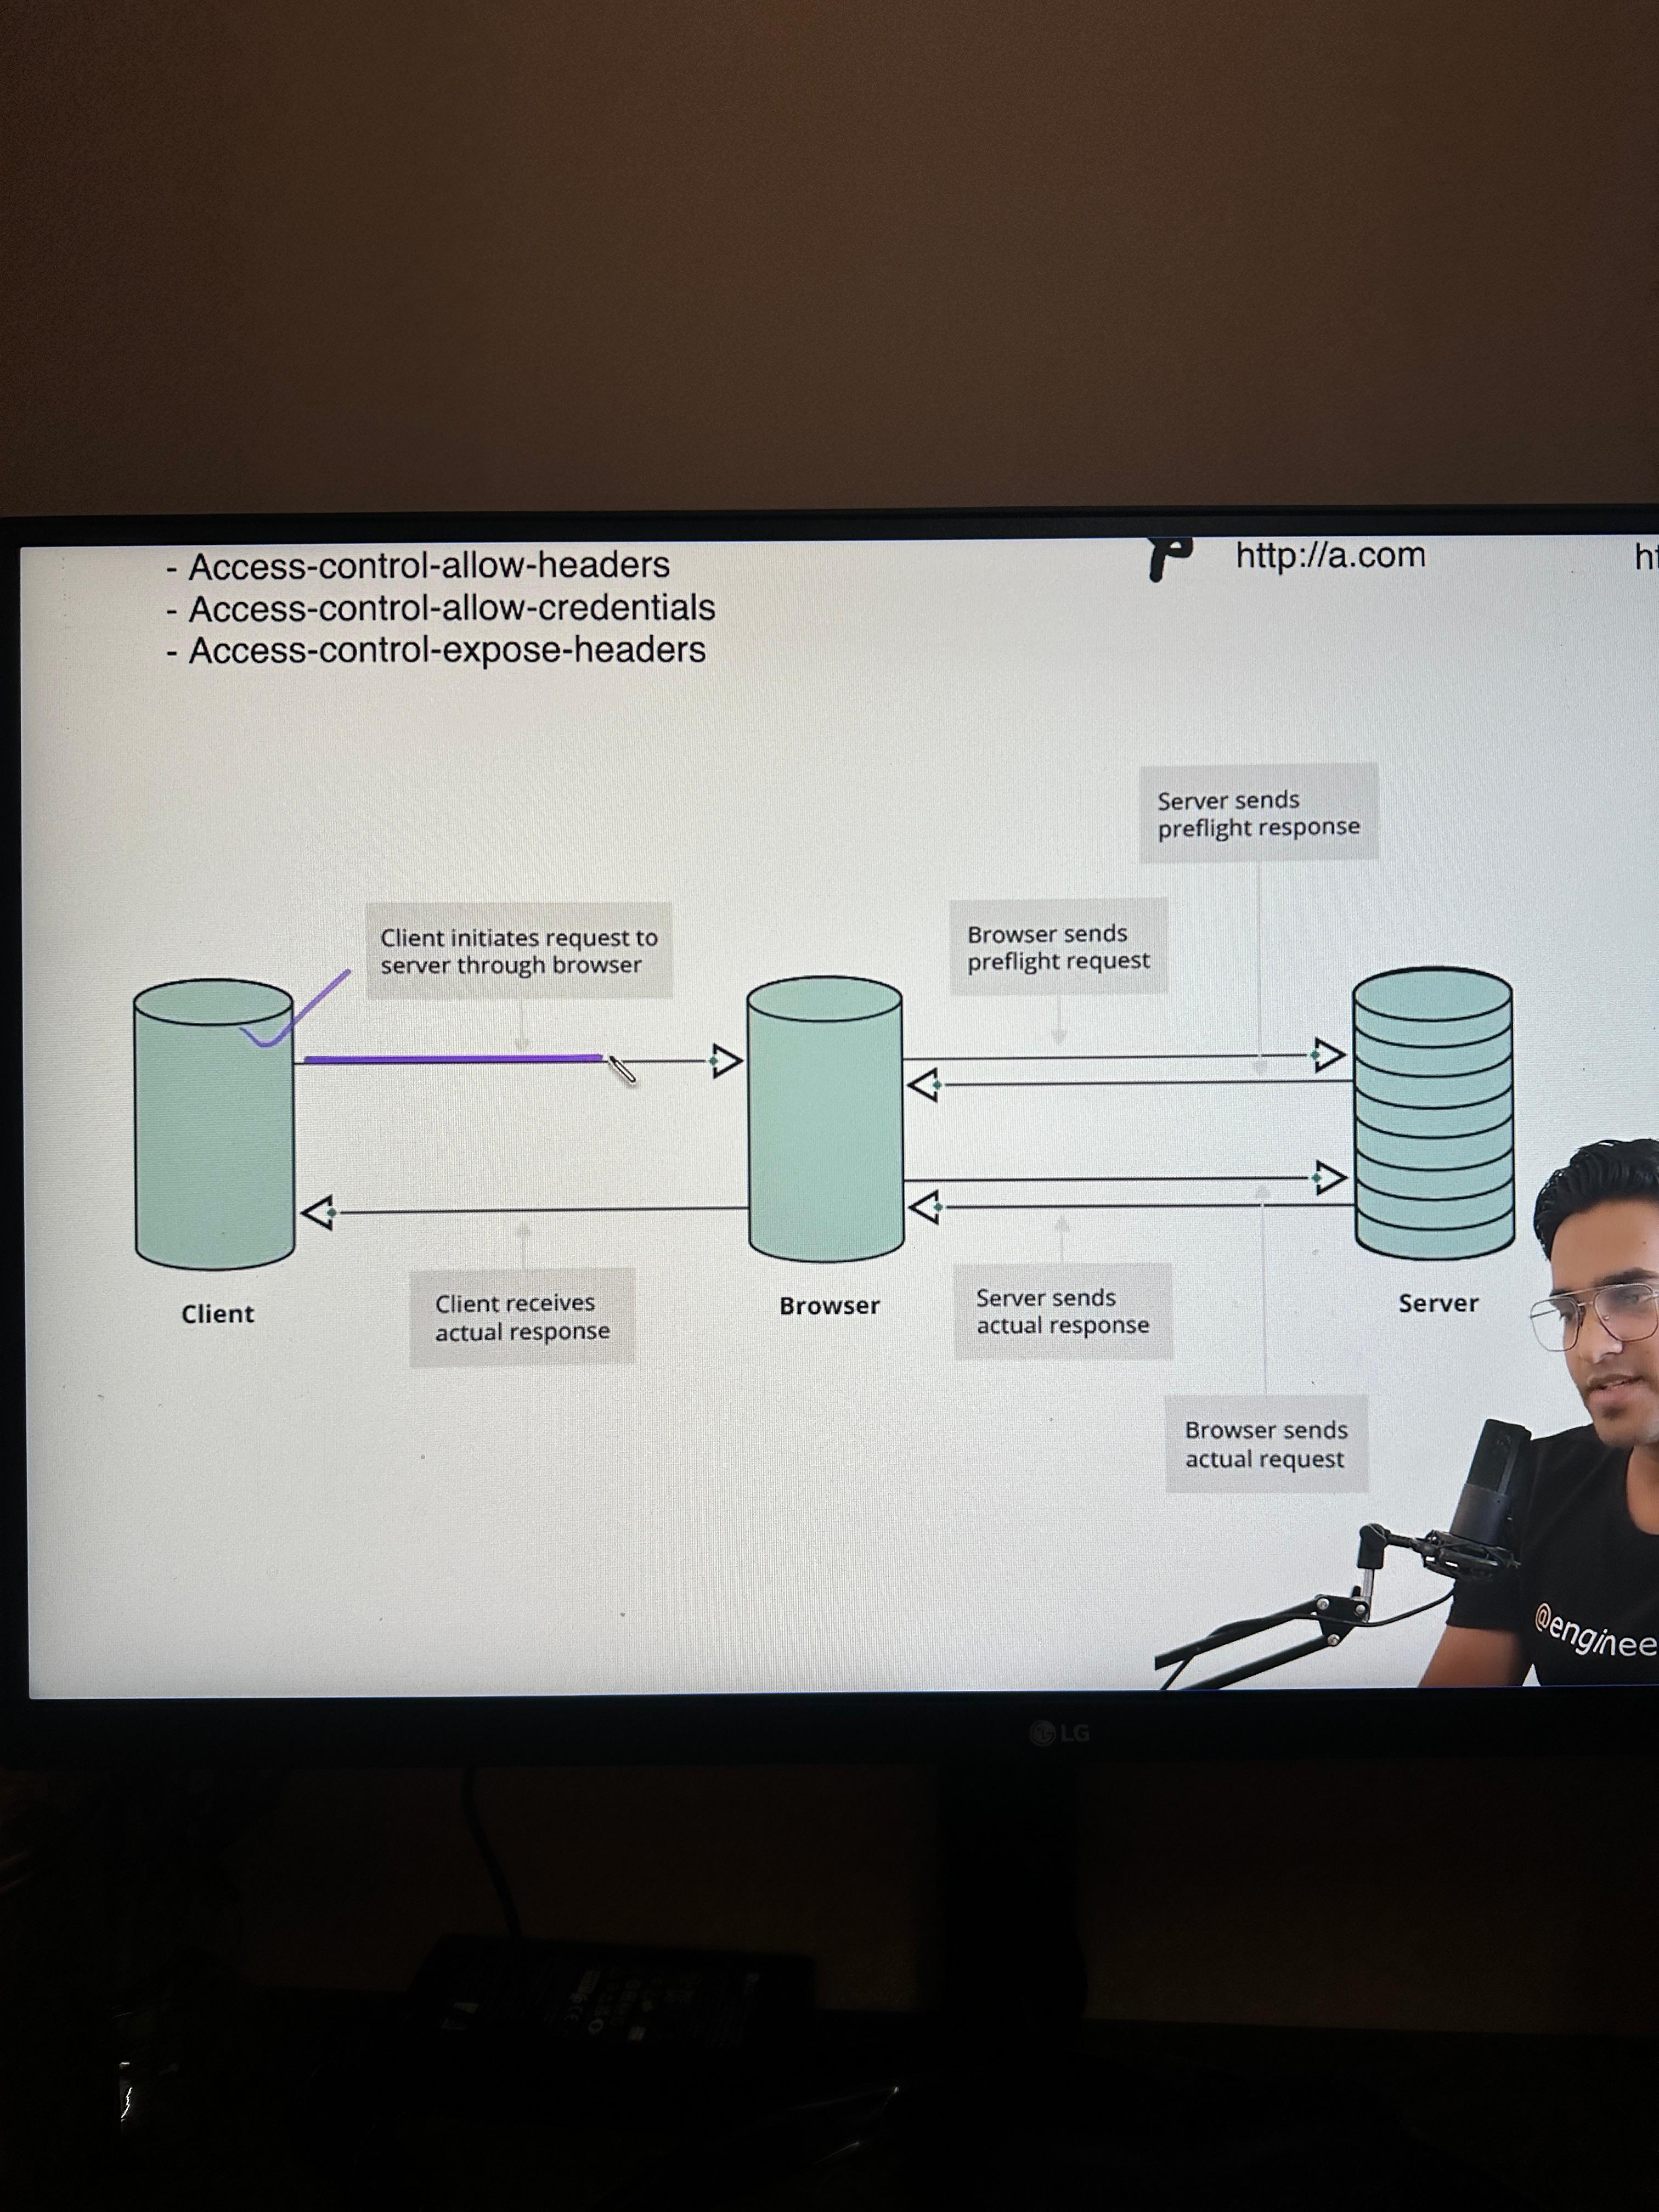 - Access-control-allow-headers
- Access-control-allow-credentials
- Access-control-expose-headers
http://a.com
Server sends
preflight response
Client initiates request to
server through browser
Browser sends
preflight request
Client receives
actual response
Server sends
actual response
Browser sends
actual request
Client
Browser
Server
@enginee
LG